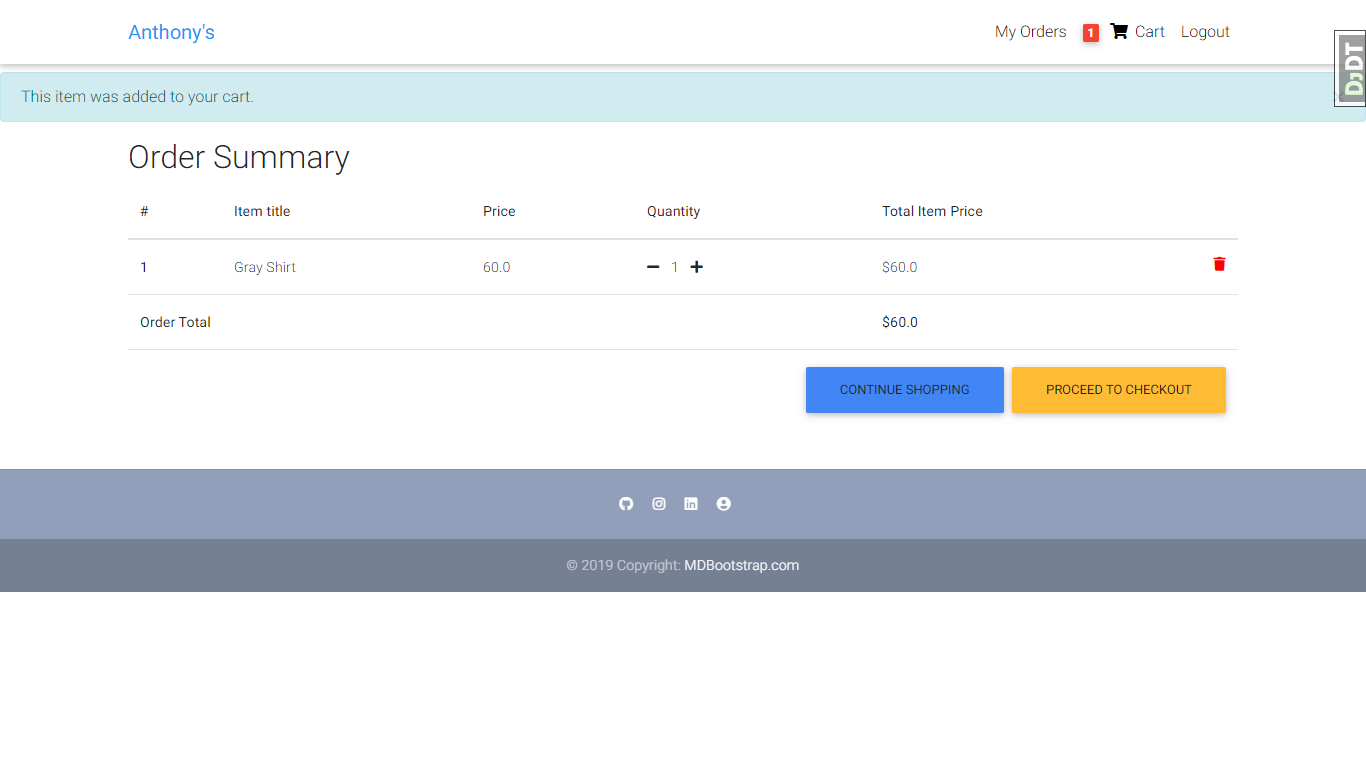 Anthony's
My Orders 1 Cart Logout
DJDT
This item was added to your cart.
Order Summary
# Item title Price Quantity Total Item Price
1 Gray Shirt 60.0 1 $60.0
Order Total $60.0
CONTINUE SHOPPING PROCEED TO CHECKOUT
© 2019 Copyright: MDBootstrap.com